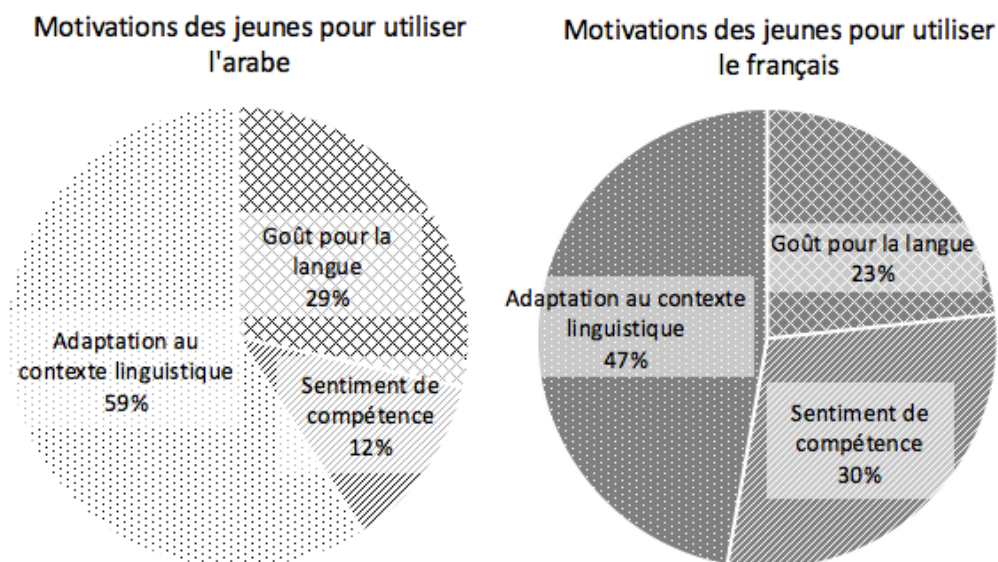 Motivations des jeunes pour utiliser
l'arabe
Goût pour la
langue
29%
Adaptation au
contexte linguistique
59%
Sentiment de
compétence
12%
Motivations des jeunes pour utiliser
le français
Goût pour la langue
23%
Adaptation au contexte
linguistique
47%
Sentiment de
compétence
30%